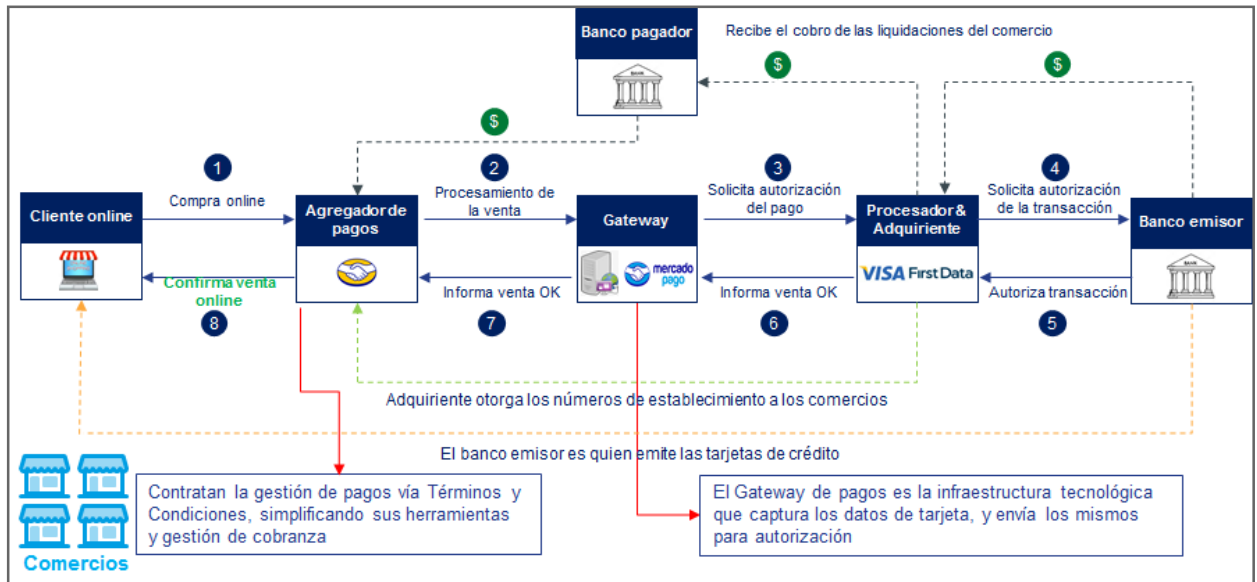 Banco pagador
Recibe el cobro de las liquidaciones del comercio
BANK
$
$
$
1
2
3
4
Compra online
Procesamiento de
la venta
Solicita autorización
del pago
Solicita autorización
de la transacción
Cliente online
Agregador de
pagos
Gateway
Procesador &
Adquiriente
Banco emisor
BANK
mercado
pago
VISA First Data
Confirma venta
online
Informa venta OK
Informa venta OK
Autoriza transacción
8
7
6
5
Adquiriente otorga los números de establecimiento a los comercios
El banco emisor es quien emite las tarjetas de crédito
Contratan la gestión de pagos vía Términos y
Condiciones, simplificando sus herramientas
y gestión de cobranza
El Gateway de pagos es la infraestructura tecnológica
que captura los datos de tarjeta, y envía los mismos
para autorización
Comercios